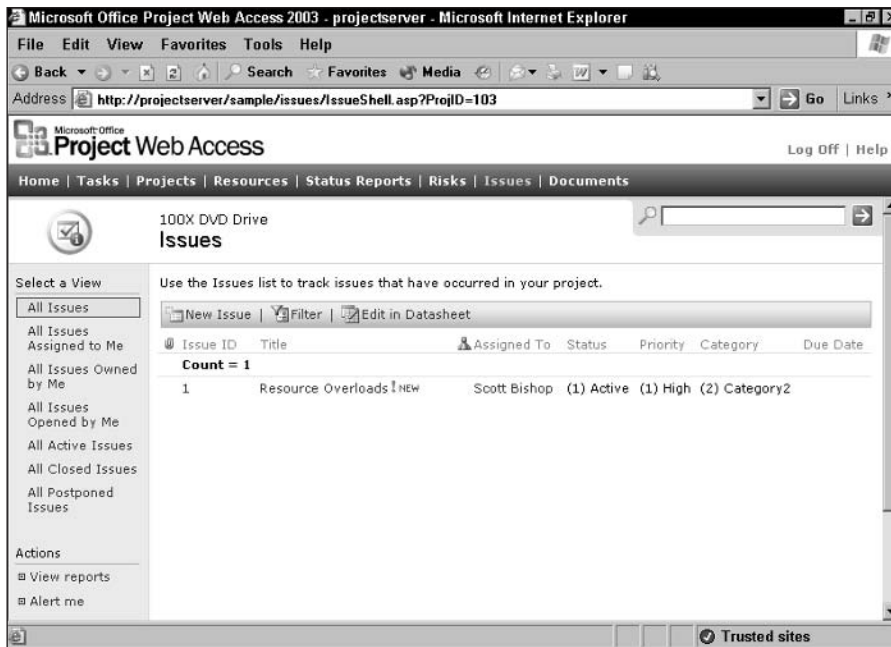 Microsoft Office Project Web Access 2003 - projectserver - Microsoft Internet Explorer
File Edit View Favorites Tools Help
Back Search Favorites Media
Address http://projectserver/sample/issues/IssueShell.asp?ProjID=103 Go Links
Microsoft Office
Project Web Access
Log Off | Help
Home | Tasks | Projects | Resources | Status Reports | Risks | Issues | Documents
100X DVD Drive
Issues
Select a View
All Issues
All Issues
Assigned to Me
All Issues Owned
by Me
All Issues
Opened by Me
All Active Issues
All Closed Issues
All Postponed
Issues
Actions
View reports
Alert me
Use the Issues list to track issues that have occurred in your project.
New Issue | Filter | Edit in Datasheet
Issue ID Title Assigned To Status Priority Category Due Date
Count = 1
1 Resource Overloads ! NEW Scott Bishop (1) Active (1) High (2) Category2
Trusted sites